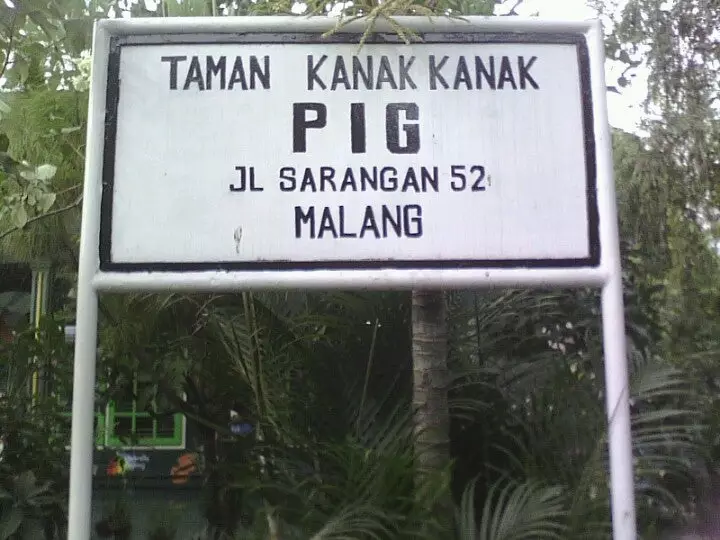 TAMAN KANAK KANAK
PIG
JL SARANGAN 52
MALANG